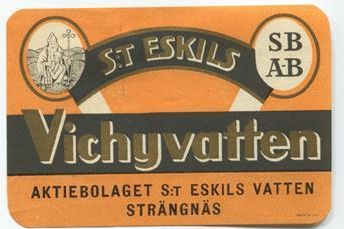 S:T ESKILS
SB
AB
Vichyvatten
AKTIEBOLAGET S:T ESKILS VATTEN
STRÄNGNÄS